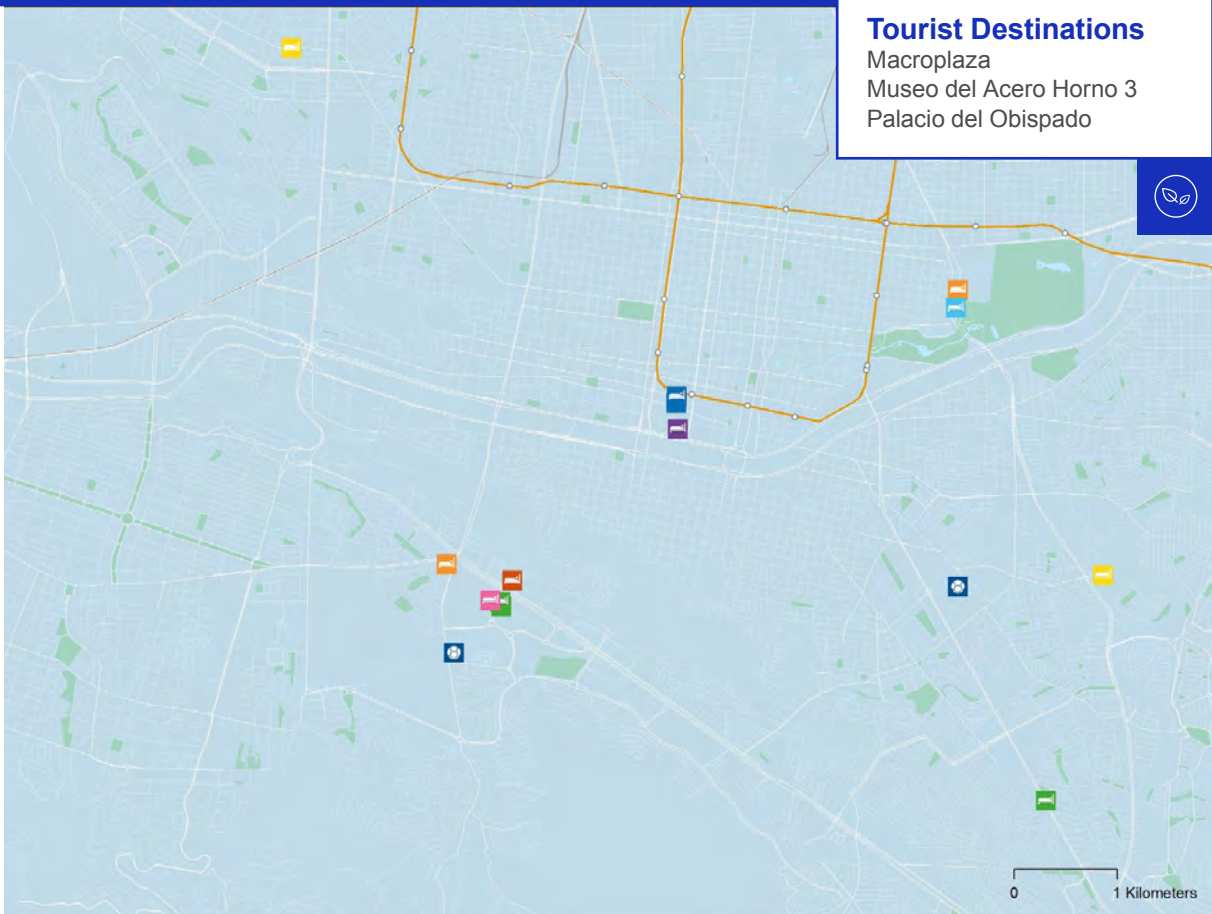 Tourist Destinations
Macroplaza
Museo del Acero Horno 3
Palacio del Obispado
0 1 Kilometers